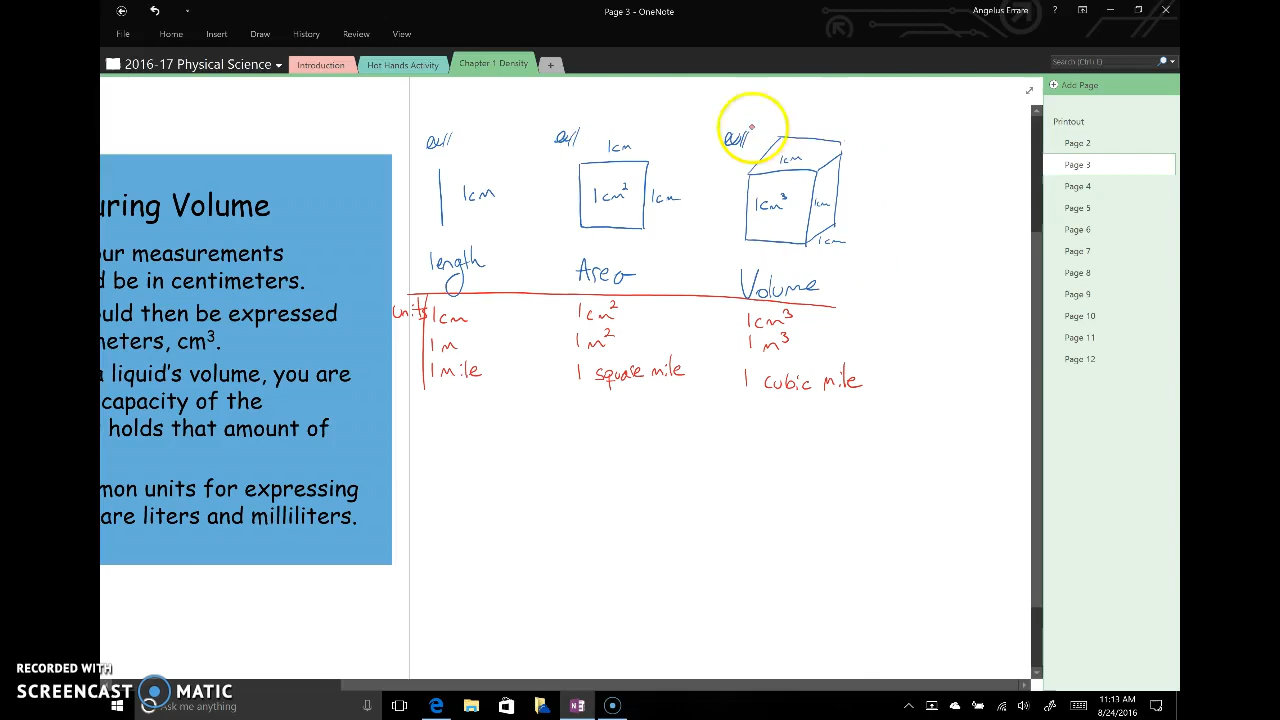 Page 3 - OneNote
Angelus Errare
?
File Home Insert Draw History Review View
2016-17 Physical Science
Introduction
Hot Hands Activity
Chapter 1 Density
Search (Ctrl+E)
Add Page
Printout
Page 2
Page 3
Page 4
Page 5
Page 6
Page 7
Page 8
Page 9
Page 10
Page 11
Page 12
uring Volume
our measurements
d be in centimeters.
ould then be expressed
meters, cm³.
a liquid's volume, you are
capacity of the
holds that amount of
mon units for expressing
are liters and milliliters.
1cm
1cm
1cm²
1cm
1cm
1cm³
1cm
1cm
length Area Volume
units 1cm 1cm² 1cm³
1m 1m² 1m³
1 mile 1 square mile 1 cubic mile
RECORDED WITH
SCREENCAST MATIC
Ask me anything
11:13 AM
8/24/2016